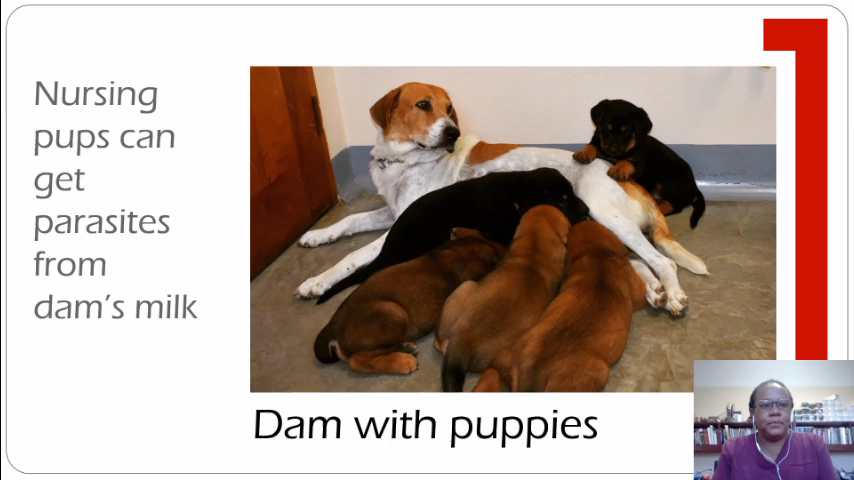 Nursing
pups can
get
parasites
from
dam's milk
Dam with puppies